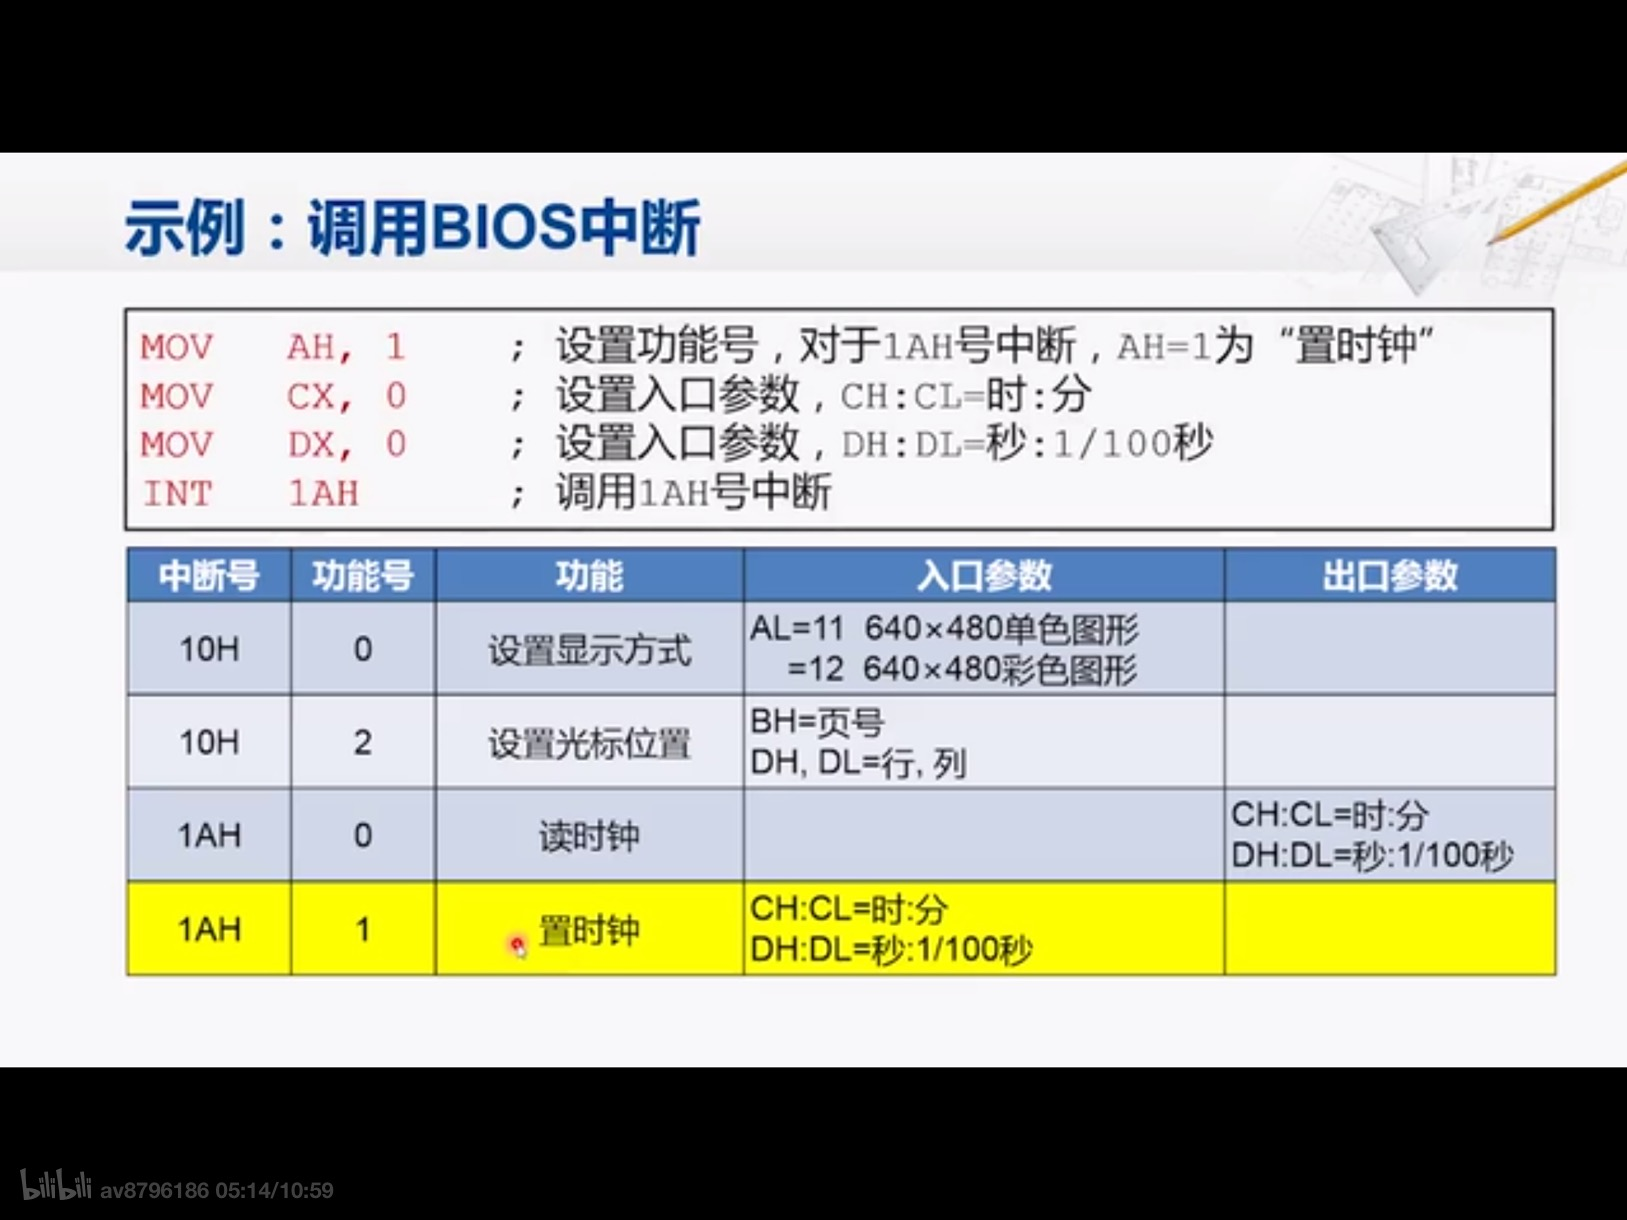 示例：调用BIOS中断
MOV AH, 1 ; 设置功能号，对于1AH号中断，AH=1为“置时钟”
MOV CX, 0 ; 设置入口参数，CH:CL=时:分
MOV DX, 0 ; 设置入口参数，DH:DL=秒:1/100秒
INT 1AH ; 调用1AH号中断
中断号 功能号 功能 入口参数 出口参数
10H 0 设置显示方式 AL=11 640×480单色图形
=12 640×480彩色图形
10H 2 设置光标位置 BH=页号
DH, DL=行, 列
1AH 0 读时钟 CH:CL=时:分
DH:DL=秒:1/100秒
1AH 1 置时钟 CH:CL=时:分
DH:DL=秒:1/100秒
bilibili av8796186 05:14/10:59